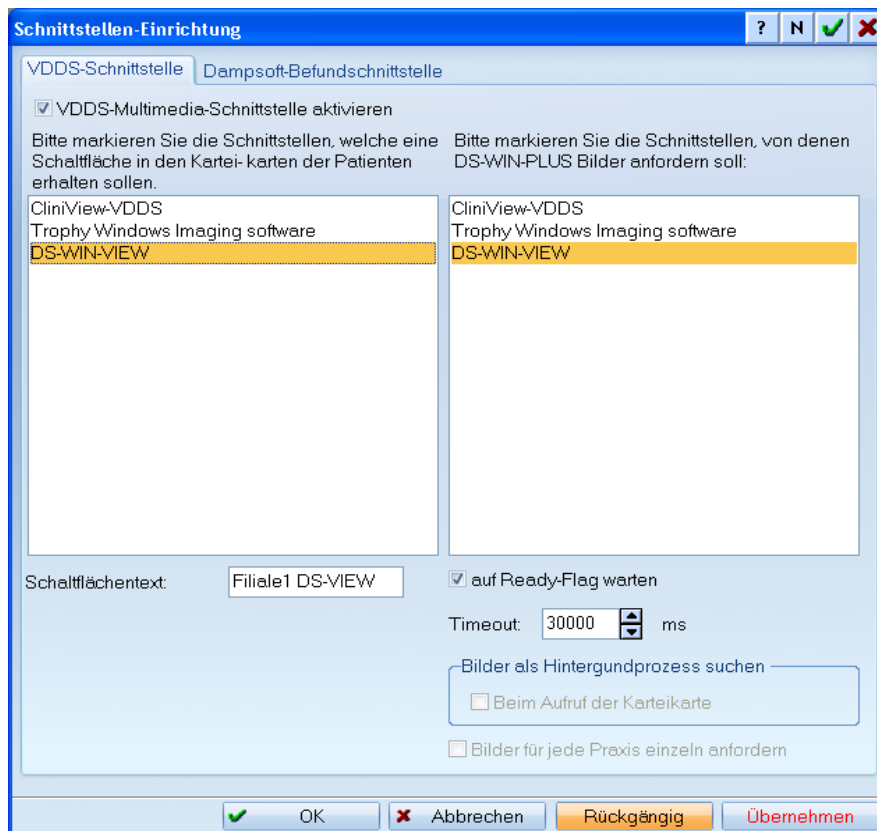 Schnittstellen-Einrichtung
? N
VDDS-Schnittstelle
Dampsoft-Befundschnittstelle
VDDS-Multimedia-Schnittstelle aktivieren
Bitte markieren Sie die Schnittstellen, welche eine
Schaltfläche in den Kartei- karten der Patienten
erhalten sollen.
CliniView-VDDS
Trophy Windows Imaging software
DS-WIN-VIEW
Schaltflächentext:
Filiale1 DS-VIEW
Bitte markieren Sie die Schnittstellen, von denen
DS-WIN-PLUS Bilder anfordern soll:
CliniView-VDDS
Trophy Windows Imaging software
DS-WIN-VIEW
auf Ready-Flag warten
Timeout: 30000 ms
Bilder als Hintergundprozess suchen
Beim Aufruf der Karteikarte
Bilder für jede Praxis einzeln anfordern
OK
Abbrechen
Rückgängig
Übernehmen